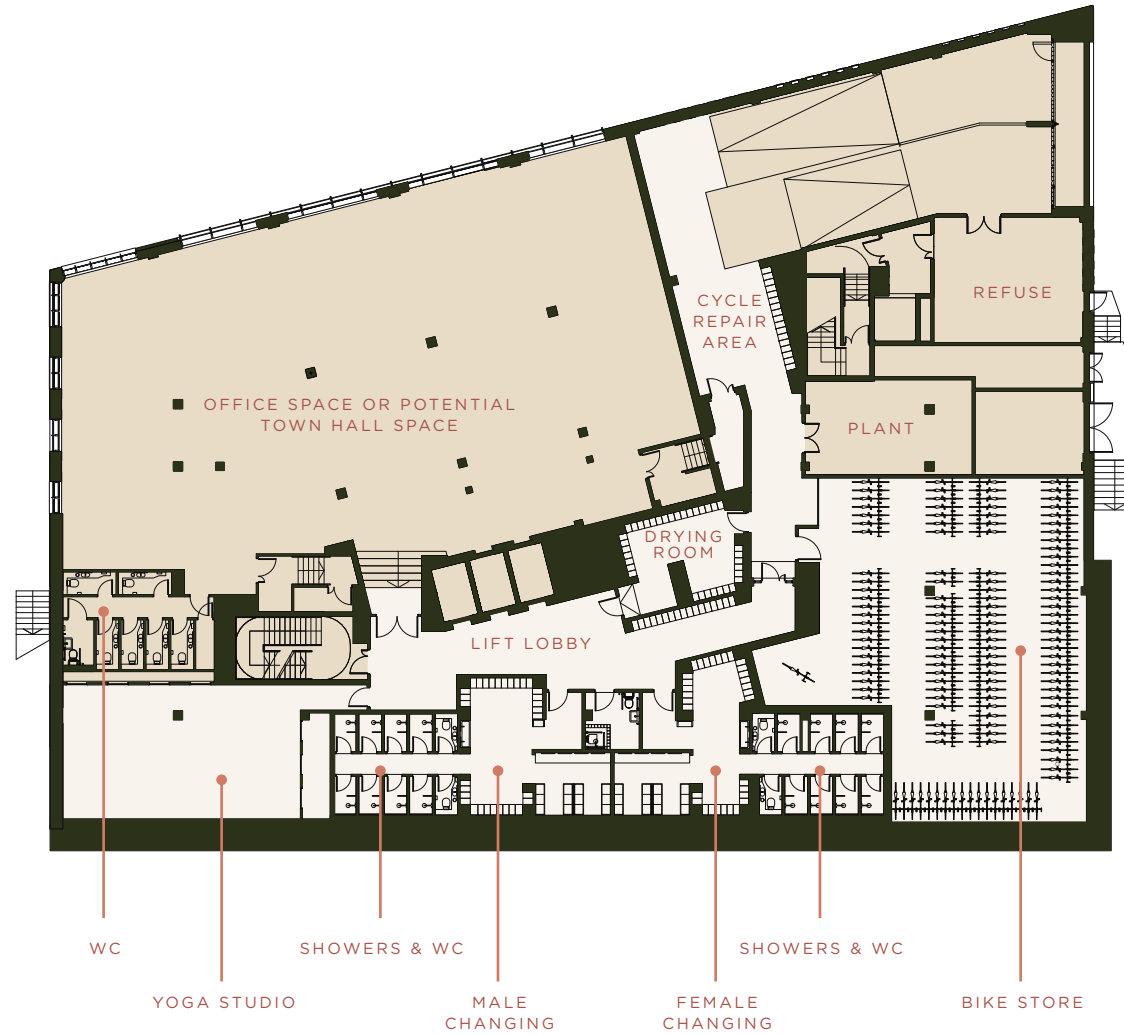 REFUSE
CYCLE
REPAIR
AREA
OFFICE SPACE OR POTENTIAL
TOWN HALL SPACE
PLANT
DRYING
ROOM
LIFT LOBBY
WC
SHOWERS & WC
SHOWERS & WC
YOGA STUDIO
MALE
CHANGING
FEMALE
CHANGING
BIKE STORE